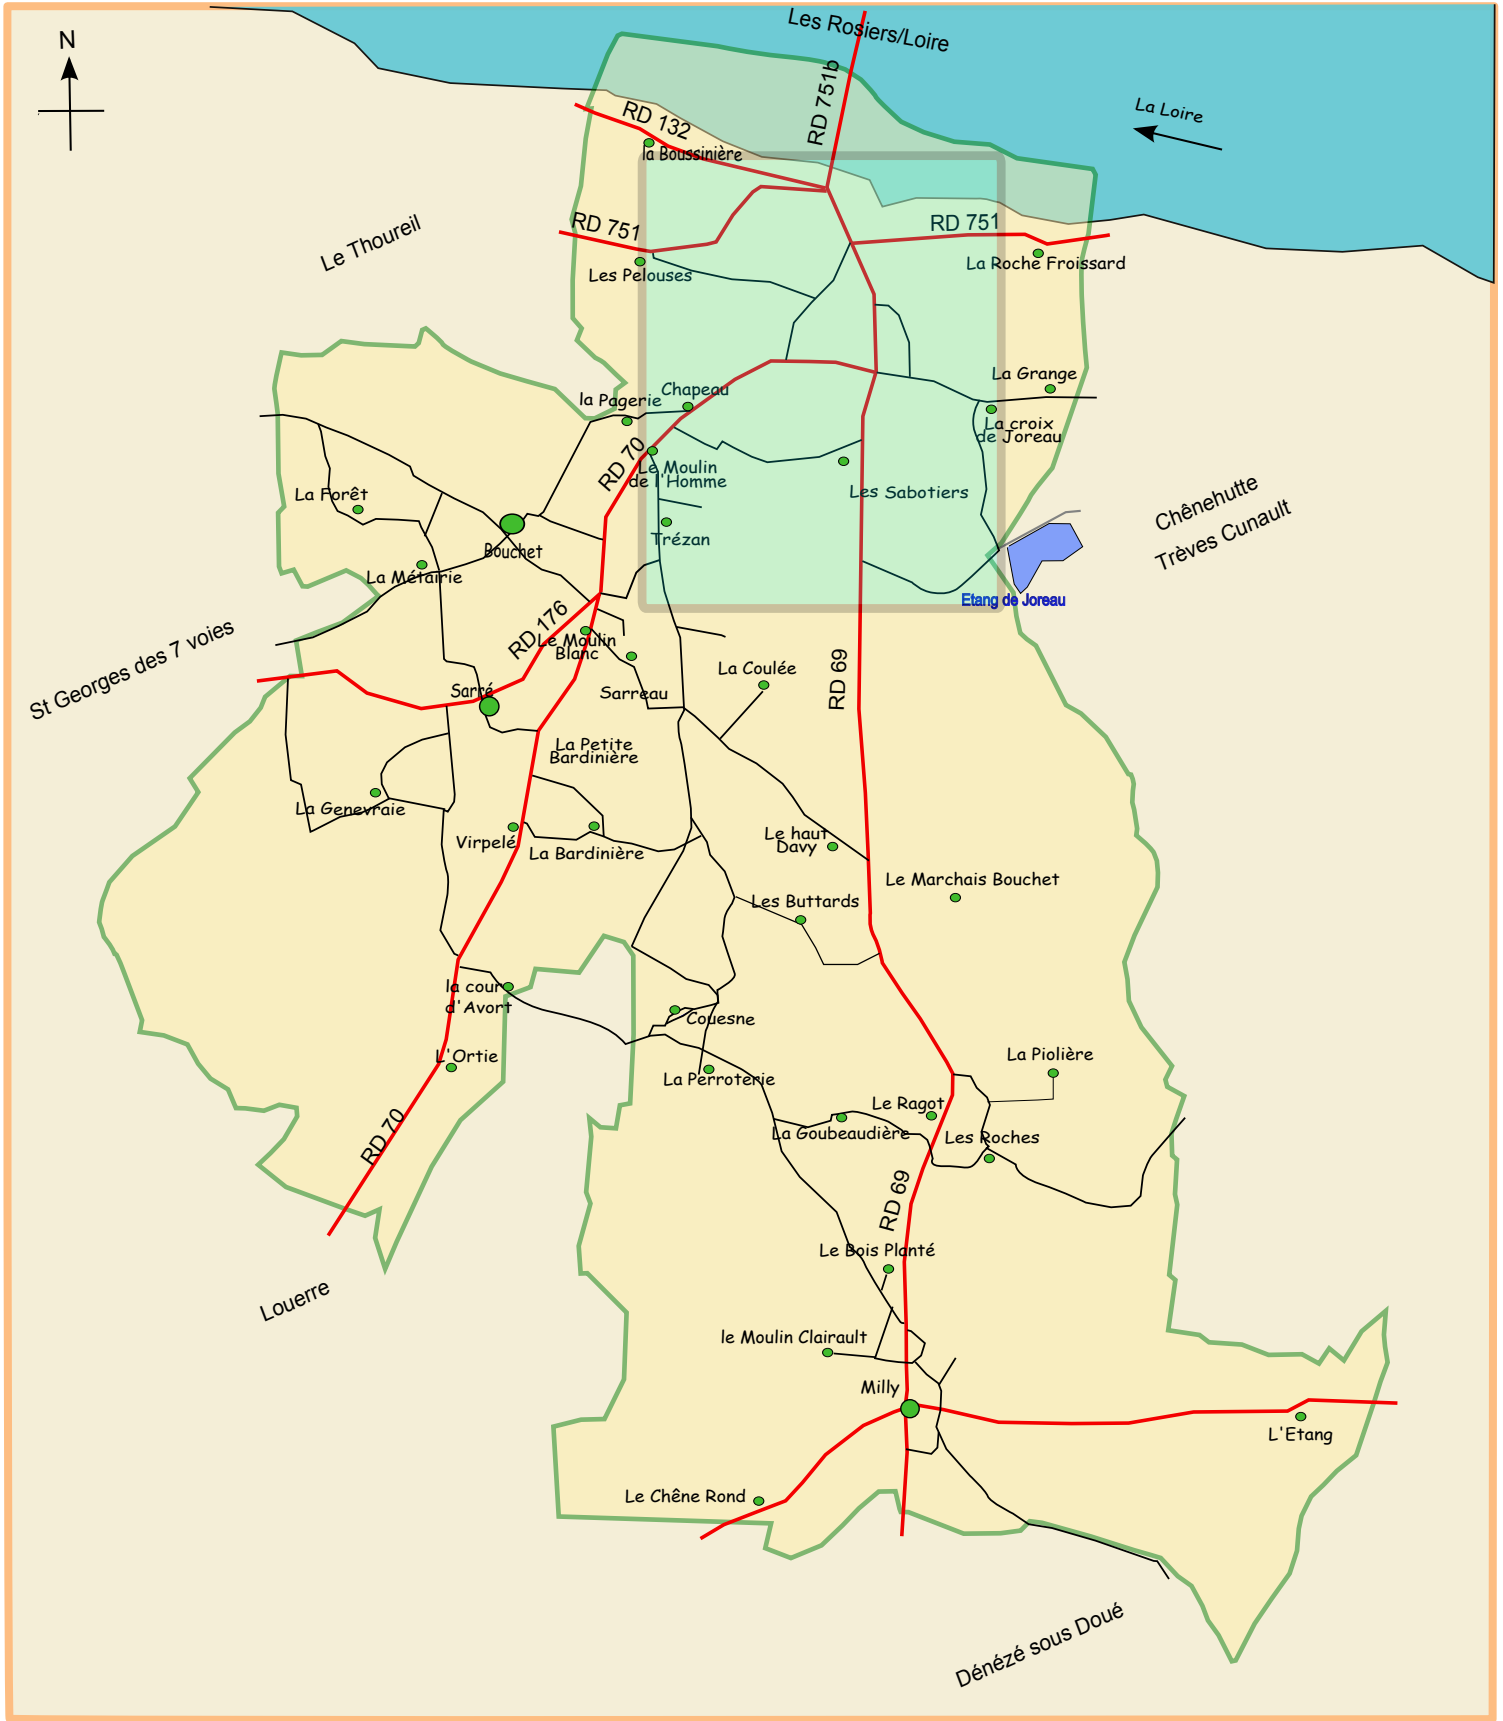 Les Rosiers/Loire
N
RD 751b
La Loire
RD 132
la Boussinière
Le Thoureil
RD 751
RD 751
La Roche Froissard
Les Pelouses
La Grange
Chapeau
la Pagerie
La croix
de Joreau
RD 70
Le Moulin
de l'Homme
La Forêt
Les Sabotiers
Chênehutte
Trèves Cunault
Trézan
Bouchet
La Métairie
Etang de Joreau
RD 176
Le Moulin
Blanc
St Georges des 7 voies
La Coulée
RD 69
Sarré
Sarreau
La Petite
Bardinière
La Genevraie
Virpelé
La Bardinière
Le haut
Davy
Le Marchais Bouchet
Les Buttards
la cour
d'Avort
Couesne
L'Ortie
La Piolière
La Perroterie
Le Ragot
RD 70
La Goubeaudière
Les Roches
RD 69
Le Bois Planté
Louerre
le Moulin Clairault
Milly
L'Etang
Le Chêne Rond
Dénézé sous Doué